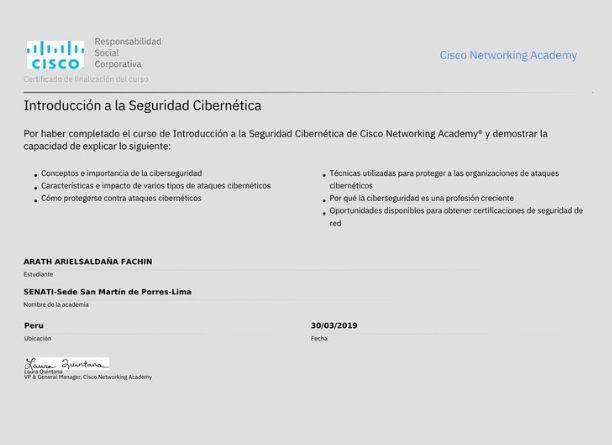 CISCO
Responsabilidad
Social
Corporativa
Cisco Networking Academy
Certificado de finalización del curso
Introducción a la Seguridad Cibernética
Por haber completado el curso de Introducción a la Seguridad Cibernética de Cisco Networking Academy® y demostrar la
capacidad de explicar lo siguiente:
• Conceptos e importancia de la ciberseguridad
• Características e impacto de varios tipos de ataques cibernéticos
• Cómo protegerse contra ataques cibernéticos
• Técnicas utilizadas para proteger a las organizaciones de ataques
cibernéticos
• Por qué la ciberseguridad es una profesión creciente
• Oportunidades disponibles para obtener certificaciones de seguridad de
red
ARATH ARIELSALDAÑA FACHIN
Estudiante
SENATI-Sede San Martín de Porres-Lima
Nombre de la academia
Peru
Ubicación
30/03/2019
Fecha
Laura Quintana
Laura Quintana
VP & General Manager, Cisco Networking Academy